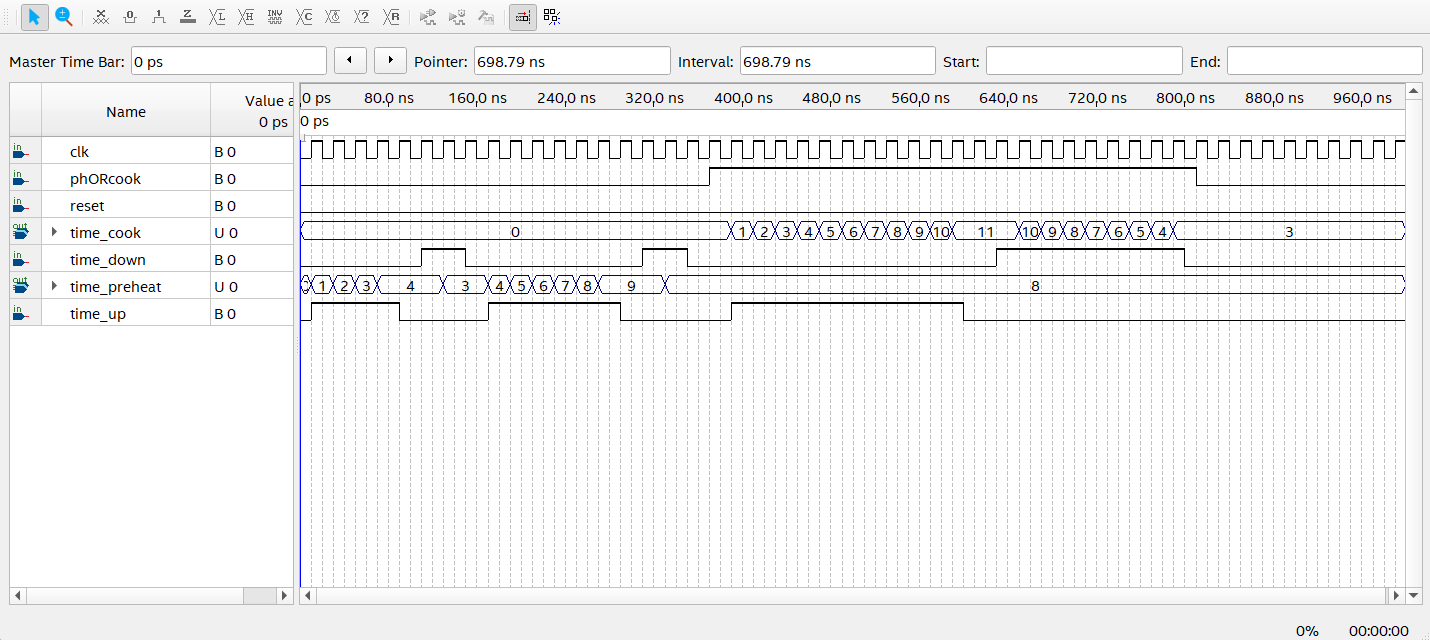 Master Time Bar: 0 ps Pointer: 698.79 ns Interval: 698.79 ns Start: End:
Name Value a
0 ps
0 ps 80.0 ns 160.0 ns 240.0 ns 320.0 ns 400.0 ns 480.0 ns 560.0 ns 640.0 ns 720.0 ns 800.0 ns 880.0 ns 960.0 ns
0 ps
in clk B 0
in phORcook B 0
in reset B 0
out time_cook U 0 0 1 2 3 4 5 6 7 8 9 10 11 10 9 8 7 6 5 4 3
in time_down B 0
out time_preheat U 0 1 2 3 4 3 4 5 6 7 8 9 8
in time_up B 0
0% 00:00:00